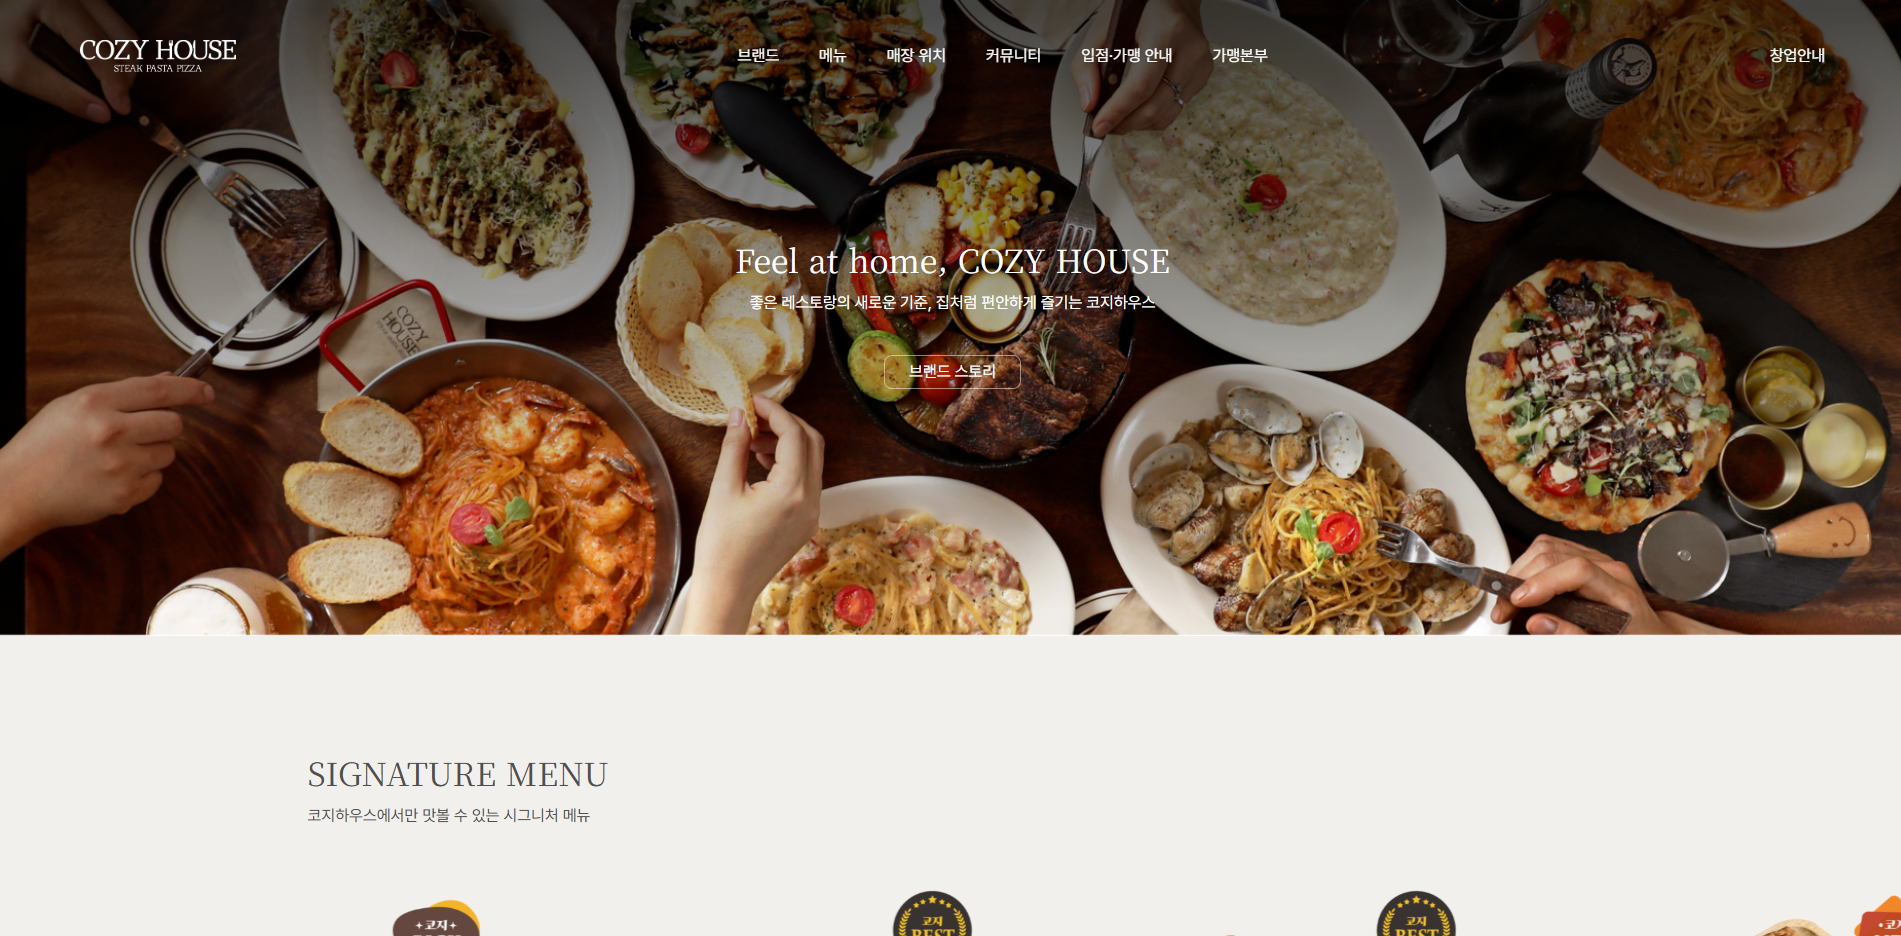 COZY HOUSE
STEAK PASTA PIZZA
브랜드 메뉴 매장 위치 커뮤니티 입점·가맹 안내 가맹본부 창업안내
COZY
HOUSE
Feel at home, COZY HOUSE
좋은 레스토랑의 새로운 기준, 집처럼 편안하게 즐기는 코지하우스
브랜드 스토리
SIGNATURE MENU
코지하우스에서만 맛볼 수 있는 시그니처 메뉴
코지
코지
BEST
코지
BEST